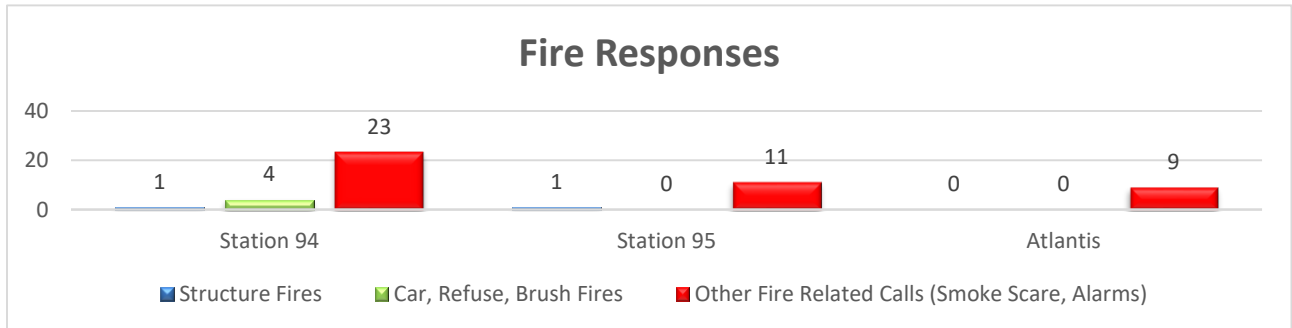 Fire Responses
40
20
0
1
4
23
1
0
11
0
0
9
Station 94
Station 95
Atlantis
Structure Fires
Car, Refuse, Brush Fires
Other Fire Related Calls (Smoke Scare, Alarms)